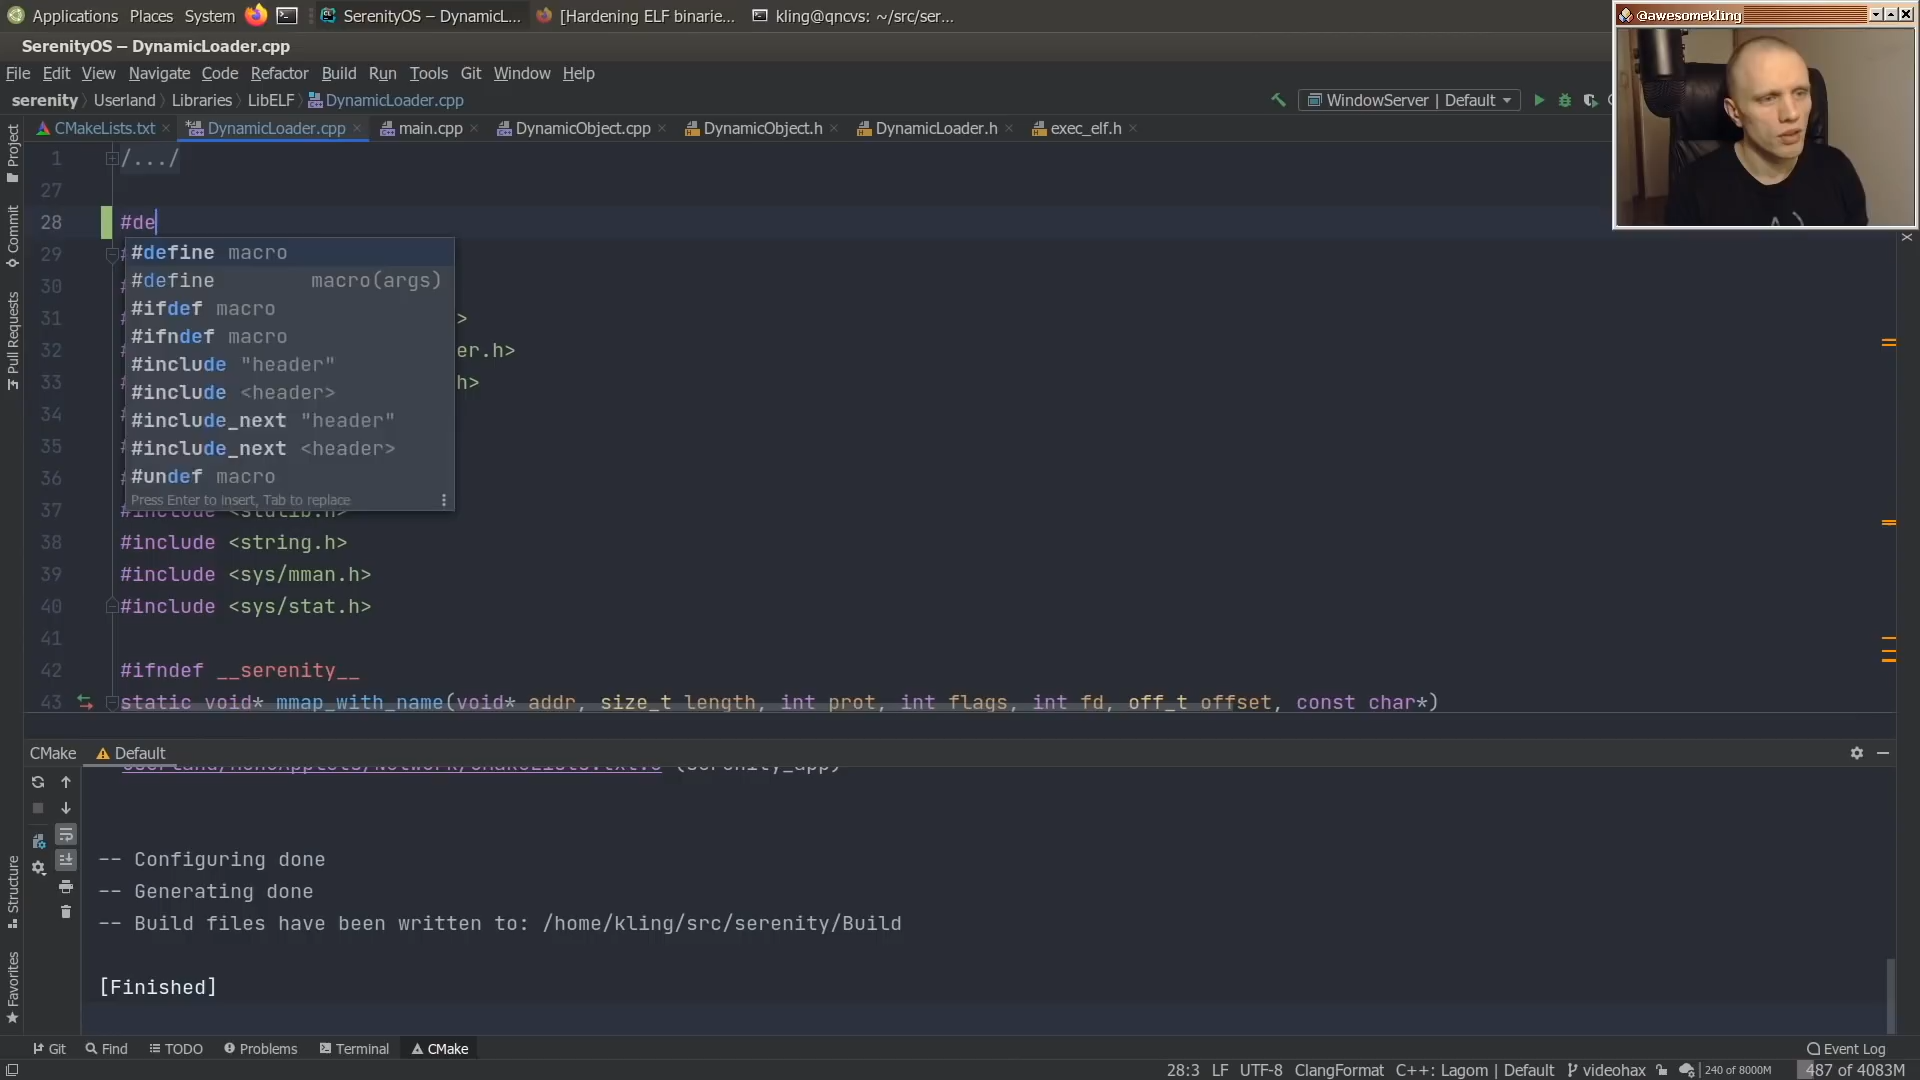 Applications Places System SerenityOS – DynamicL... [Hardening ELF binarie... kling@qncvs: ~/src/ser...
@awesomekling
SerenityOS – DynamicLoader.cpp
File Edit View Navigate Code Refactor Build Run Tools Git Window Help
serenity Userland Libraries LibELF DynamicLoader.cpp WindowServer | Default
CMakeLists.txt DynamicLoader.cpp main.cpp DynamicObject.cpp DynamicObject.h DynamicLoader.h exec_elf.h
Project
Commit
Pull Requests
Structure
Favorites
1 /.../
27
28 #de
29
#define macro
30
#define macro(args)
31 >
#ifdef macro
32 er.h>
#ifndef macro
33 h>
#include "header"
#include <header>
34
#include_next "header"
35
#include_next <header>
36
#undef macro
Press Enter to insert, Tab to replace
37 #include <stdlib.h>
38 #include <string.h>
39 #include <sys/mman.h>
40 #include <sys/stat.h>
41
42 #ifndef __serenity__
43 static void* mmap_with_name(void* addr, size_t length, int prot, int flags, int fd, off_t offset, const char*)
CMake Default
(serenity_app)
-- Configuring done
-- Generating done
-- Build files have been written to: /home/kling/src/serenity/Build
[Finished]
Git Find TODO Problems Terminal CMake Event Log
28:3 LF UTF-8 ClangFormat C++: Lagom | Default videohax 240 of 8000M 487 of 4083M